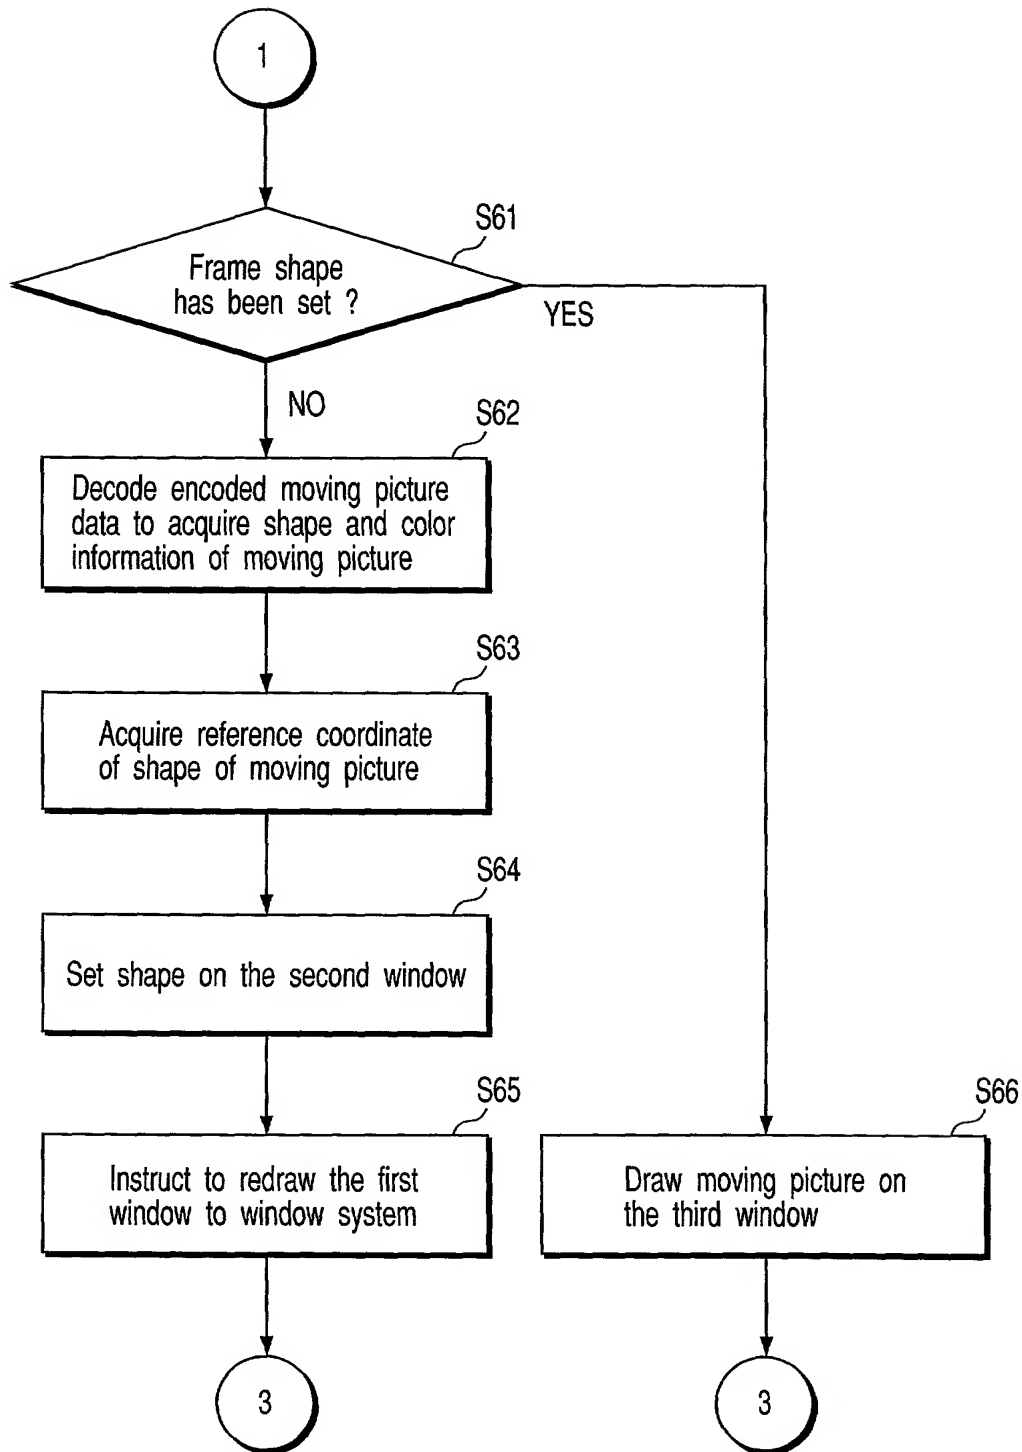 1
S61
Frame shape
has been set ?
YES
NO
S62
Decode encoded moving picture
data to acquire shape and color
information of moving picture
S63
Acquire reference coordinate
of shape of moving picture
S64
Set shape on the second window
S65
Instruct to redraw the first
window to window system
S66
Draw moving picture on
the third window
3
3